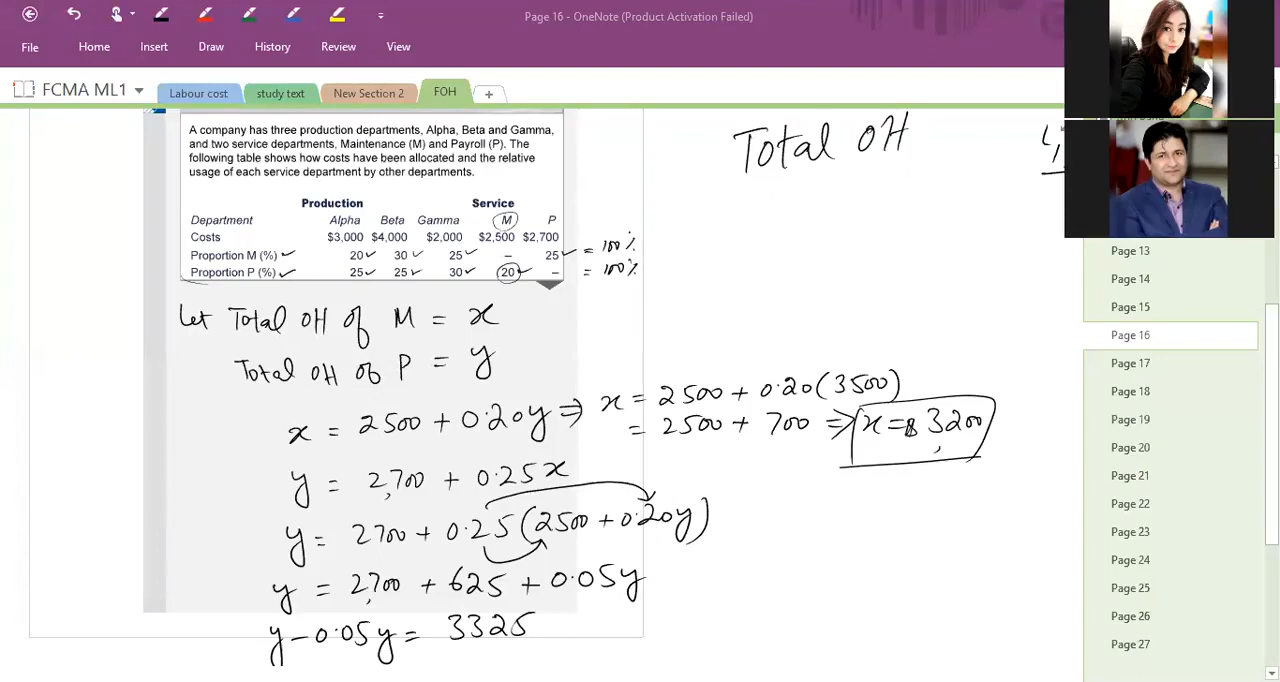 Page 16 - OneNote (Product Activation Failed)
File Home Insert Draw History Review View
FCMA ML1 Labour cost study text New Section 2 FOH
A company has three production departments, Alpha, Beta and Gamma,
and two service departments, Maintenance (M) and Payroll (P). The
following table shows how costs have been allocated and the relative
usage of each service department by other departments.
Production Service
Department Alpha Beta Gamma M P
Costs $3,000 $4,000 $2,000 $2,500 $2,700
Proportion M (%) 20 30 25 – 25 = 100%
Proportion P (%) 25 25 30 20 – = 100%
Total OH
Let Total OH of M = x
Total OH of P = y
x = 2500 + 0.20y ⇒ x = 2500 + 0.20(3500)
= 2500 + 700 ⇒ x = $3,200
y = 2,700 + 0.25x
y = 2700 + 0.25(2500 + 0.20y)
y = 2,700 + 625 + 0.05y
y - 0.05y = 3325
Page 13
Page 14
Page 15
Page 16
Page 17
Page 18
Page 19
Page 20
Page 21
Page 22
Page 23
Page 24
Page 25
Page 26
Page 27